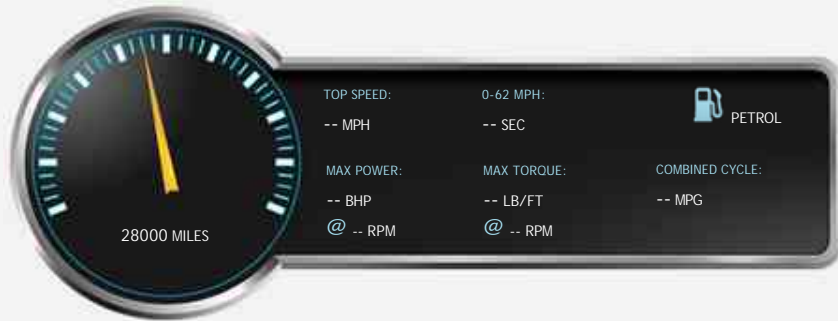 TOP SPEED:
-- MPH
0-62 MPH:
-- SEC
PETROL
MAX POWER:
-- BHP
@ -- RPM
MAX TORQUE:
-- LB/FT
@ -- RPM
COMBINED CYCLE:
-- MPG
28000 MILES